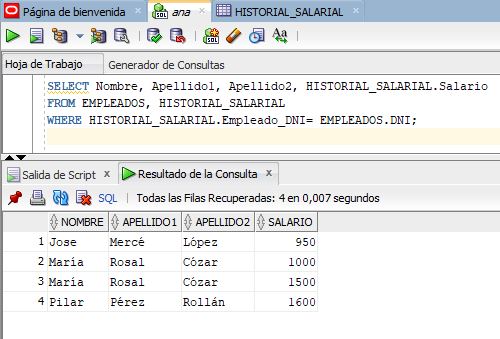 Página de bienvenida ana HISTORIAL_SALARIAL
SQL Aa
Hoja de Trabajo Generador de Consultas
SELECT Nombre, Apellido1, Apellido2, HISTORIAL_SALARIAL.Salario
FROM EMPLEADOS, HISTORIAL_SALARIAL
WHERE HISTORIAL_SALARIAL.Empleado_DNI= EMPLEADOS.DNI;
Salida de Script x Resultado de la Consulta x
SQL | Todas las Filas Recuperadas: 4 en 0,007 segundos
NOMBRE APELLIDO1 APELLIDO2 SALARIO
1 Jose Mercé López 950
2 María Rosal Cózar 1000
3 María Rosal Cózar 1500
4 Pilar Pérez Rollán 1600